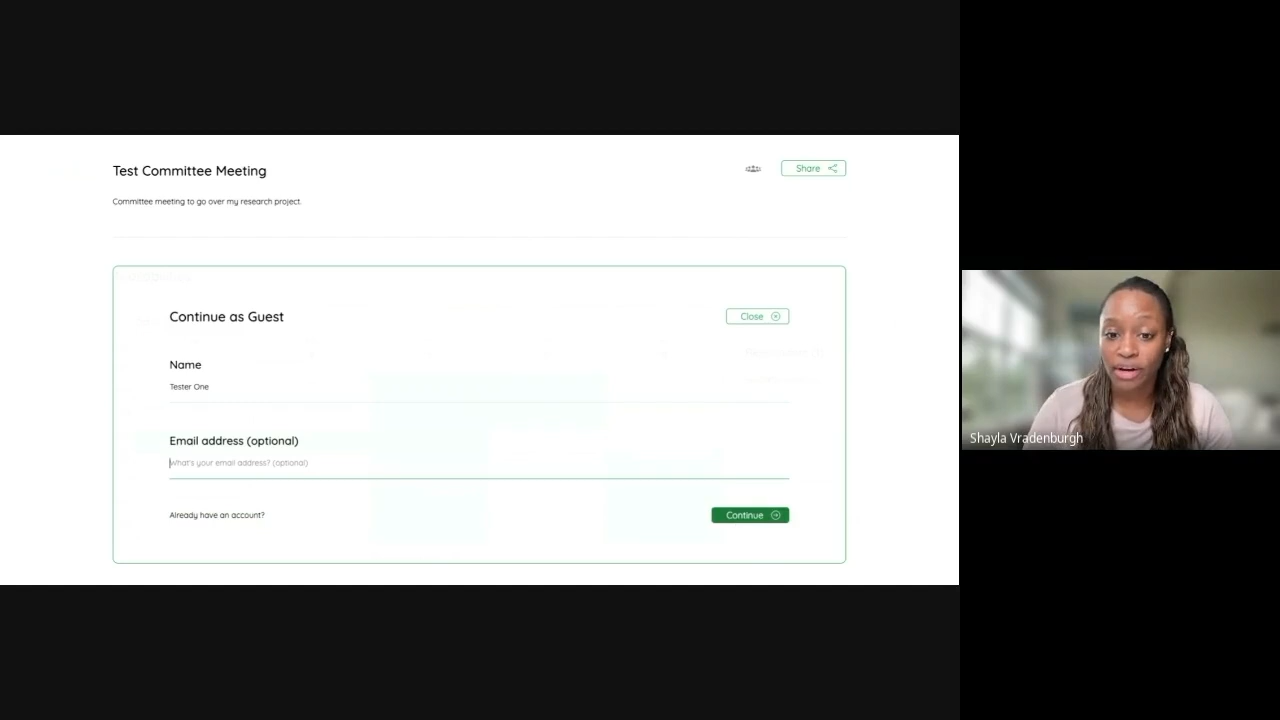 Test Committee Meeting
Share
Committee meeting to go over my research project.
Continue as Guest
Close
Name
Tester One
Email address (optional)
What's your email address? (optional)
Already have an account?
Continue
Shayla Vradenburgh